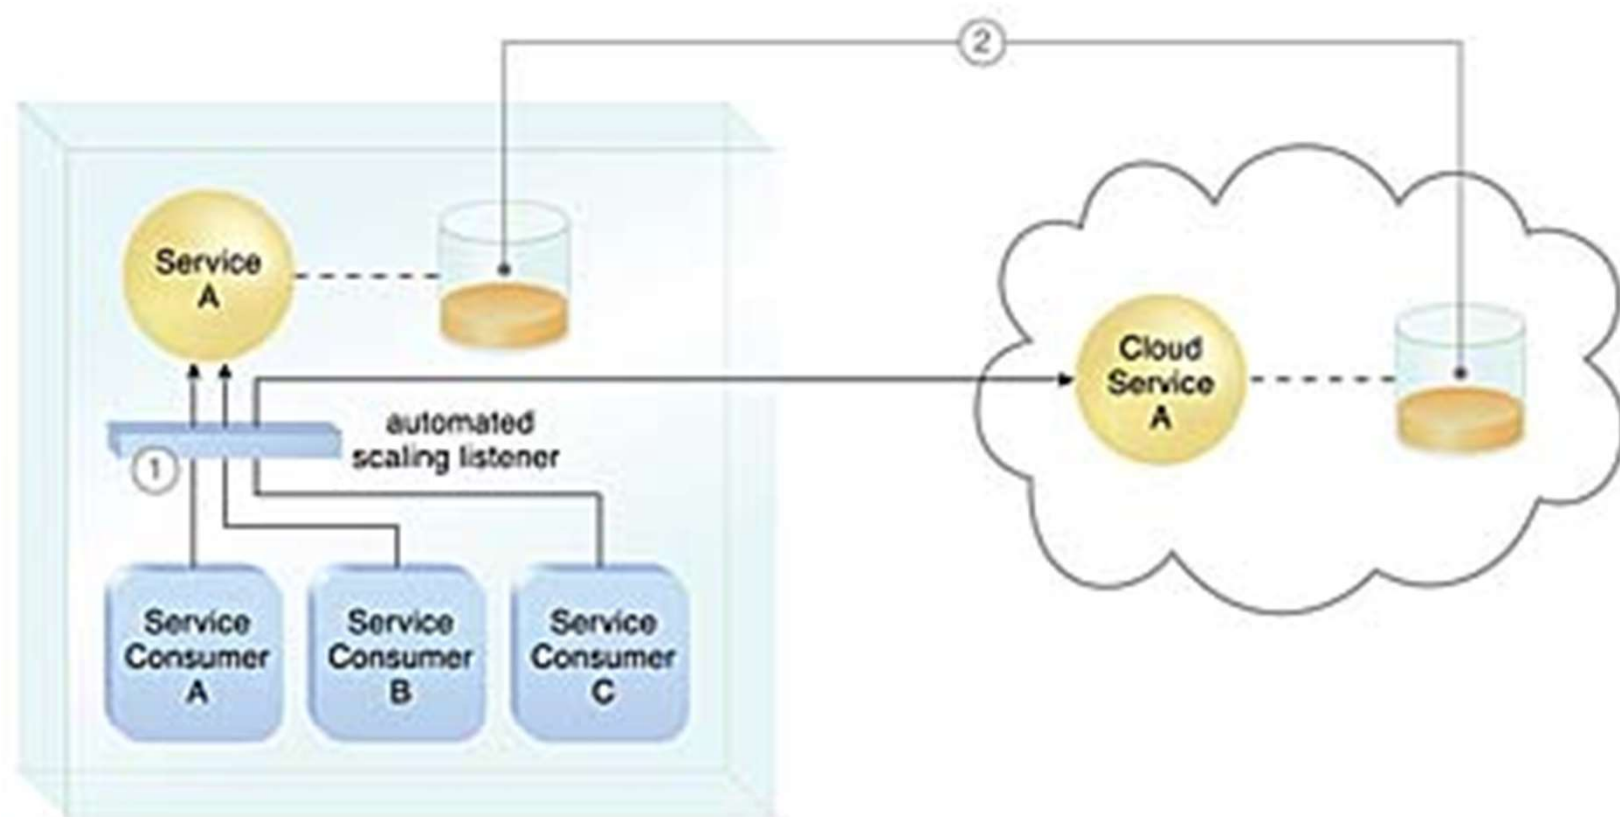 2
Service
A
Cloud
Service
A
automated
scaling listener
1
Service
Consumer
A
Service
Consumer
B
Service
Consumer
C